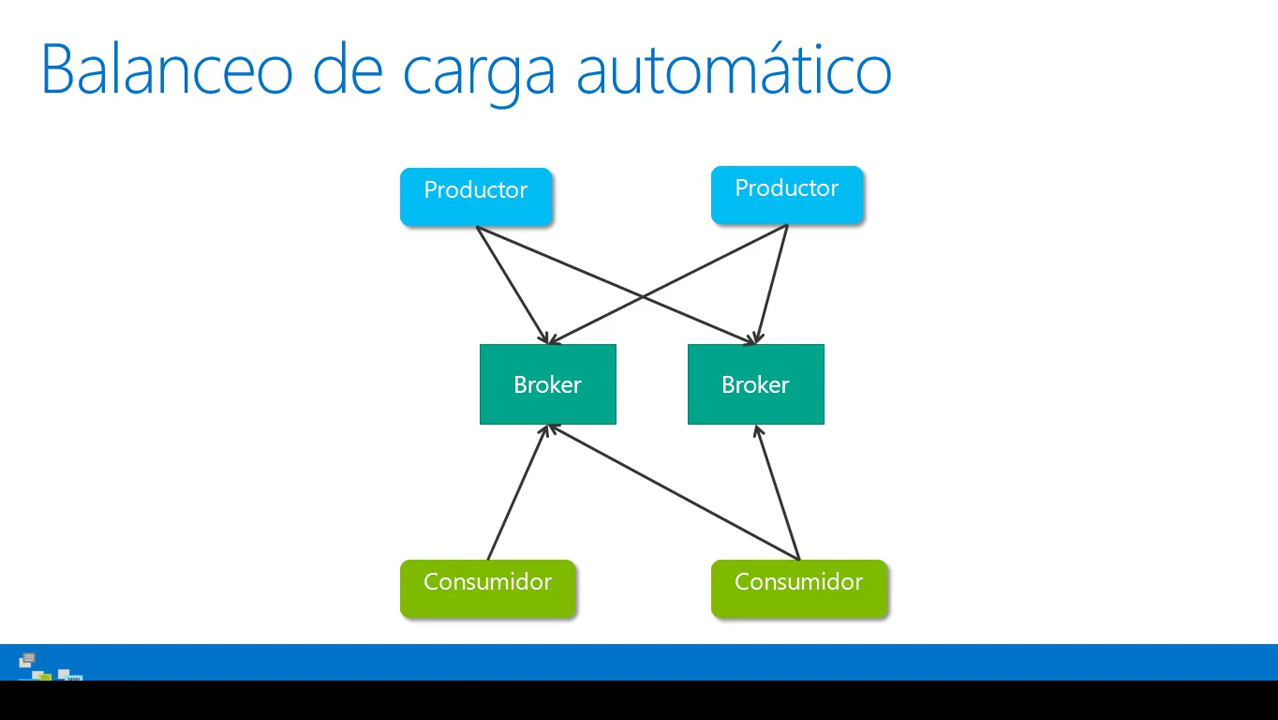 Balanceo de carga automático
Productor
Productor
Broker
Broker
Consumidor
Consumidor